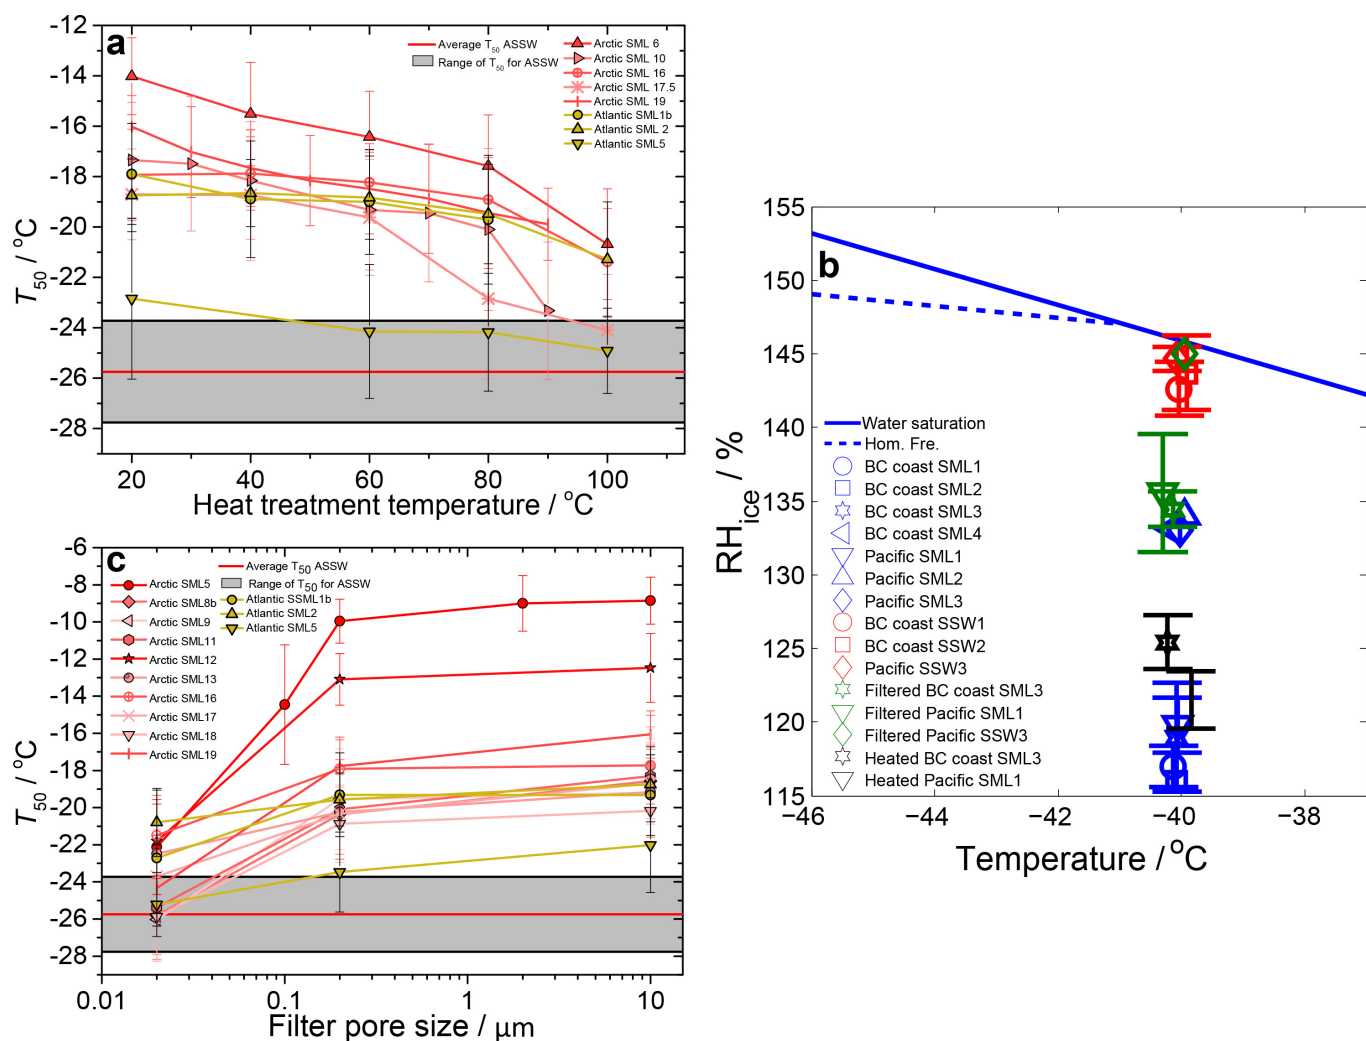 a
-12
-14
-16
-18
-20
-22
-24
-26
-28
T50 / oC
Average T50 ASSW
Range of T50 for ASSW
Arctic SML 6
Arctic SML 10
Arctic SML 16
Arctic SML 17.5
Arctic SML 19
Atlantic SML1b
Atlantic SML 2
Atlantic SML5
20 40 60 80 100
Heat treatment temperature / oC
b
155
150
145
140
135
130
125
120
115
RHice / %
Water saturation
Hom. Fre.
BC coast SML1
BC coast SML2
BC coast SML3
BC coast SML4
Pacific SML1
Pacific SML2
Pacific SML3
BC coast SSW1
BC coast SSW2
Pacific SSW3
Filtered BC coast SML3
Filtered Pacific SML1
Filtered Pacific SSW3
Heated BC coast SML3
Heated Pacific SML1
−46 −44 −42 −40 −38
Temperature / oC
c
-6
-8
-10
-12
-14
-16
-18
-20
-22
-24
-26
-28
T50 / oC
Arctic SML5
Arctic SML8b
Arctic SML9
Arctic SML11
Arctic SML12
Arctic SML13
Arctic SML16
Arctic SML17
Arctic SML18
Arctic SML19
Average T50 ASSW
Range of T50 for ASSW
Atlantic SSML1b
Atlantic SML2
Atlantic SML5
0.01 0.1 1 10
Filter pore size / μm